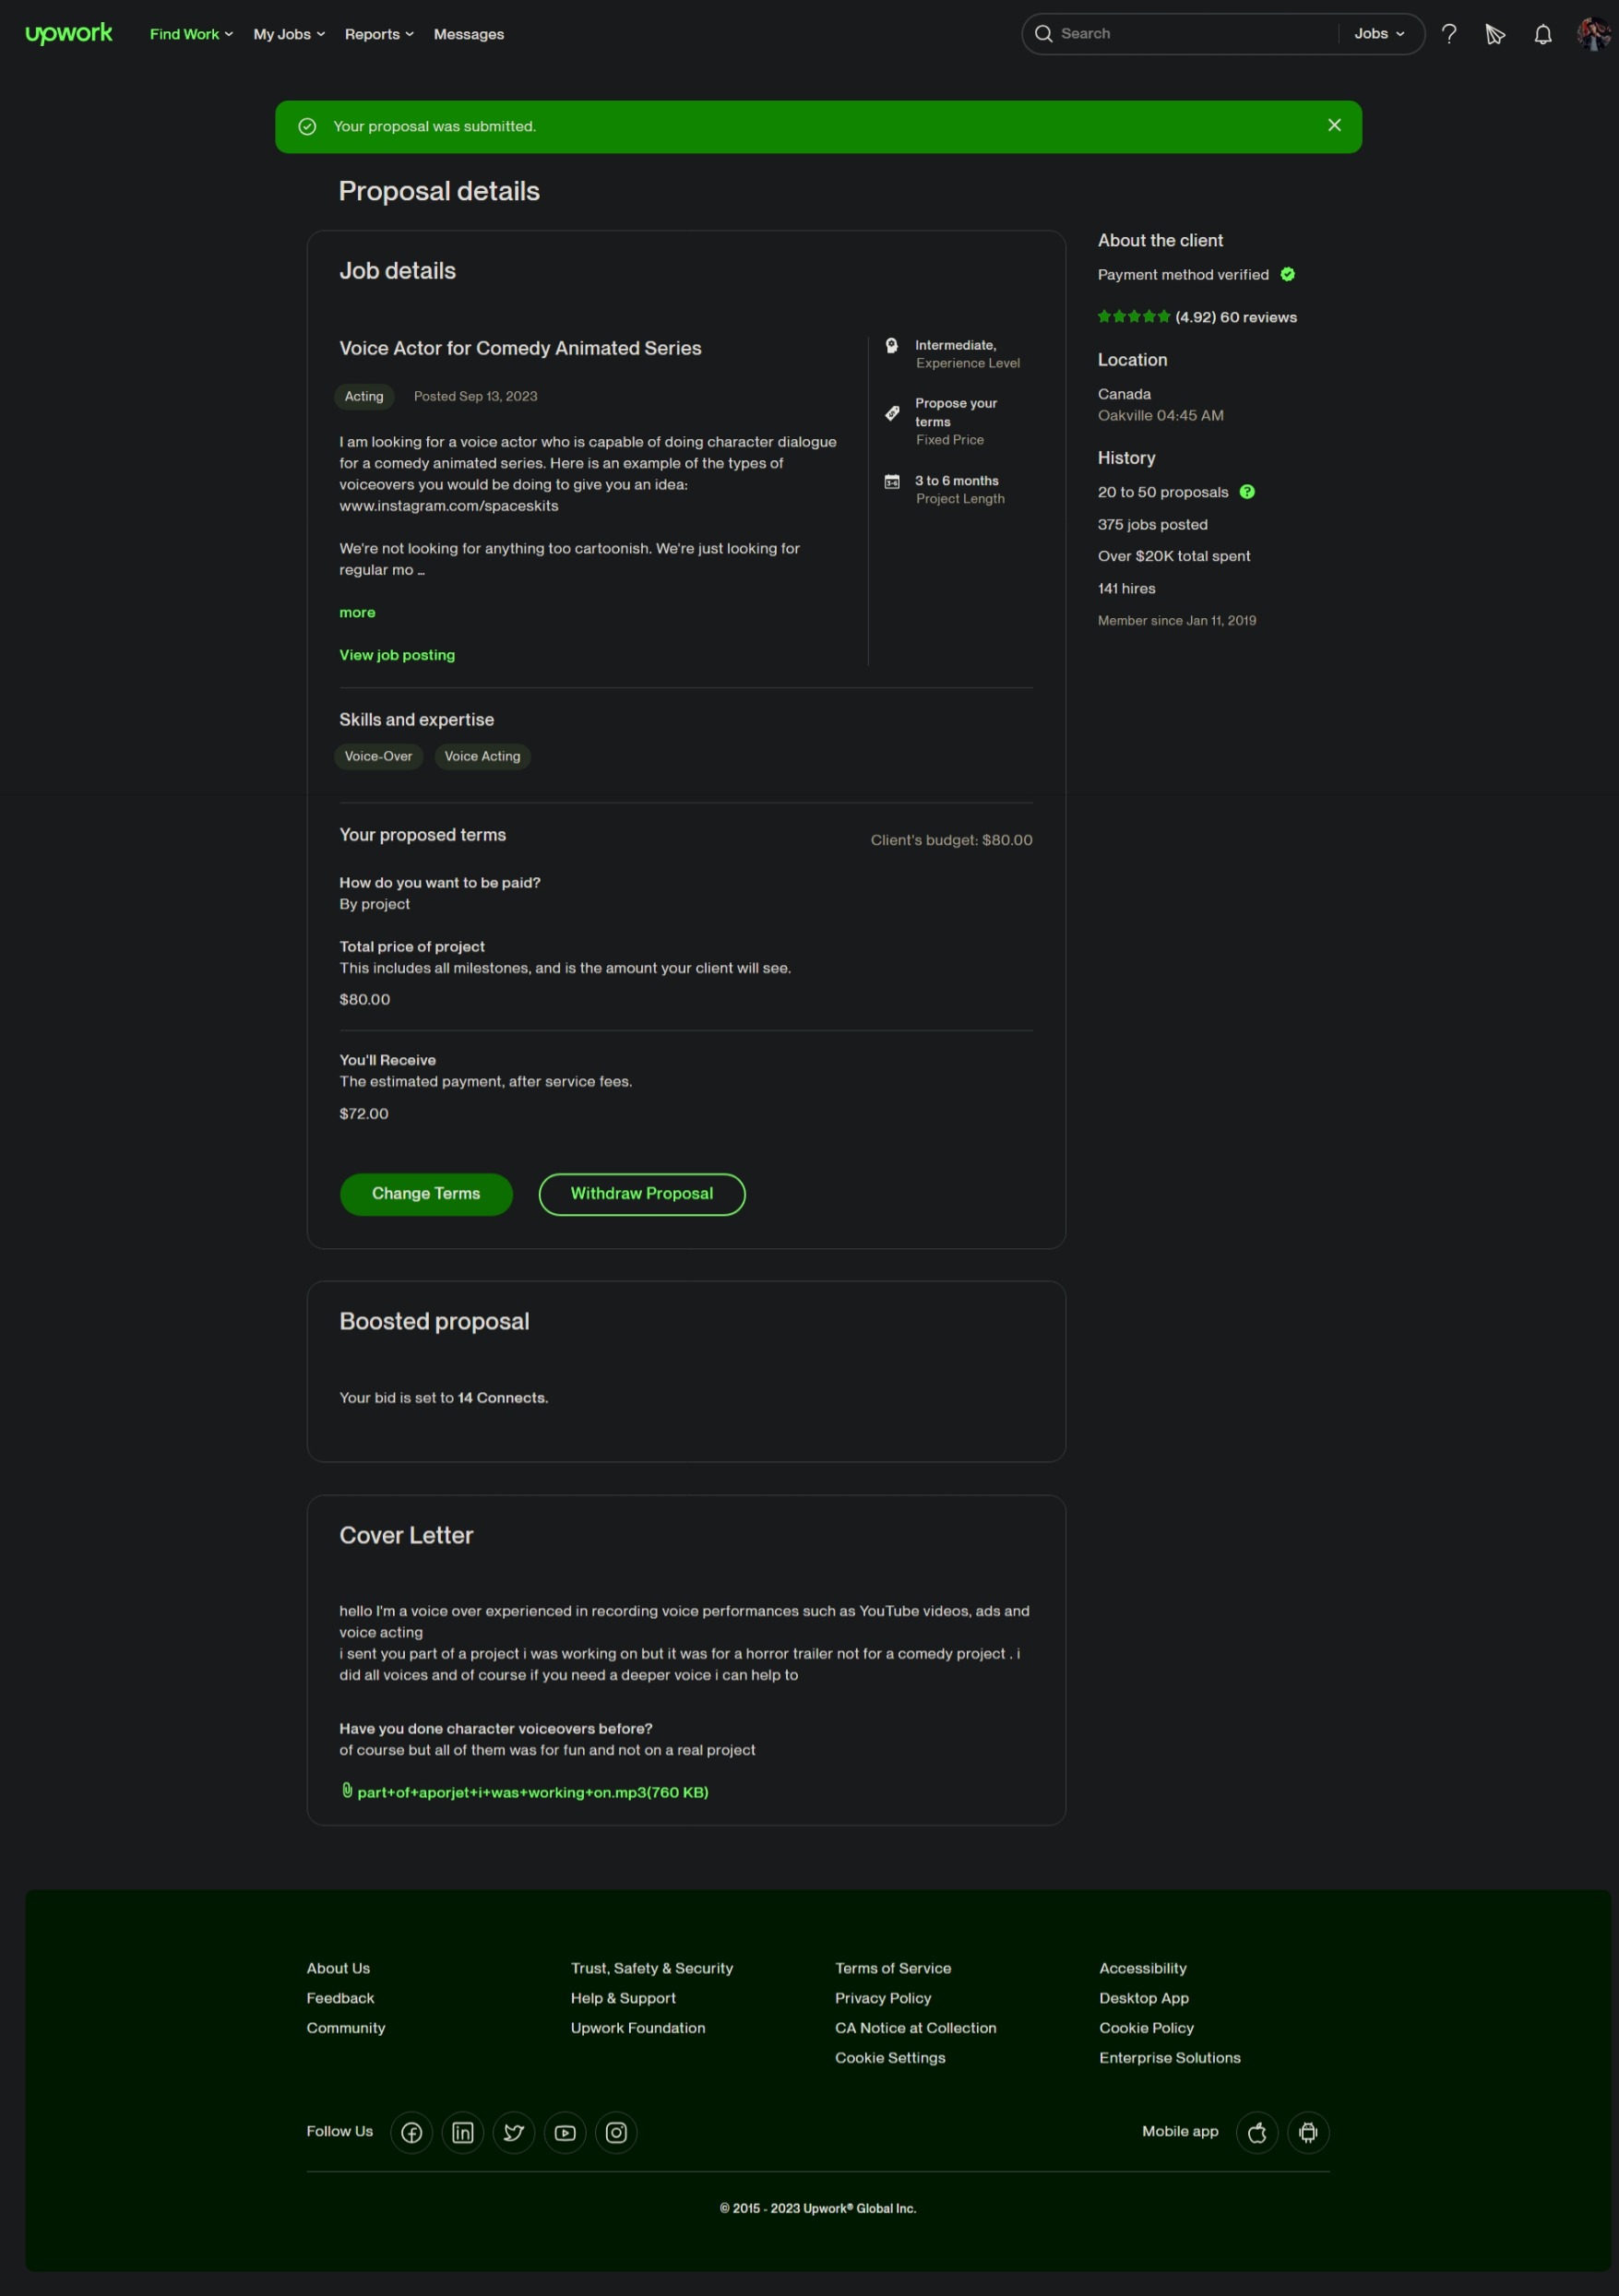 upwork
Find Work
My Jobs
Reports
Messages
Search
Jobs
Your proposal was submitted.
Proposal details
Job details
Voice Actor for Comedy Animated Series
Acting
Posted Sep 13, 2023
I am looking for a voice actor who is capable of doing character dialogue
for a comedy animated series. Here is an example of the types of
voiceovers you would be doing to give you an idea:
www.instagram.com/spaceskits
We're not looking for anything too cartoonish. We're just looking for
regular mo …
more
View job posting
Intermediate,
Experience Level
Propose your
terms
Fixed Price
3 to 6 months
Project Length
Skills and expertise
Voice-Over
Voice Acting
Your proposed terms
Client's budget: $80.00
How do you want to be paid?
By project
Total price of project
This includes all milestones, and is the amount your client will see.
$80.00
You'll Receive
The estimated payment, after service fees.
$72.00
Change Terms
Withdraw Proposal
About the client
Payment method verified
(4.92) 60 reviews
Location
Canada
Oakville 04:45 AM
History
20 to 50 proposals
375 jobs posted
Over $20K total spent
141 hires
Member since Jan 11, 2019
Boosted proposal
Your bid is set to 14 Connects.
Cover Letter
hello I'm a voice over experienced in recording voice performances such as YouTube videos, ads and
voice acting
i sent you part of a project i was working on but it was for a horror trailer not for a comedy project . i
did all voices and of course if you need a deeper voice i can help to
Have you done character voiceovers before?
of course but all of them was for fun and not on a real project
part+of+aporjet+i+was+working+on.mp3(760 KB)
About Us
Feedback
Community
Trust, Safety & Security
Help & Support
Upwork Foundation
Terms of Service
Privacy Policy
CA Notice at Collection
Cookie Settings
Accessibility
Desktop App
Cookie Policy
Enterprise Solutions
Follow Us
Mobile app
© 2015 - 2023 Upwork® Global Inc.